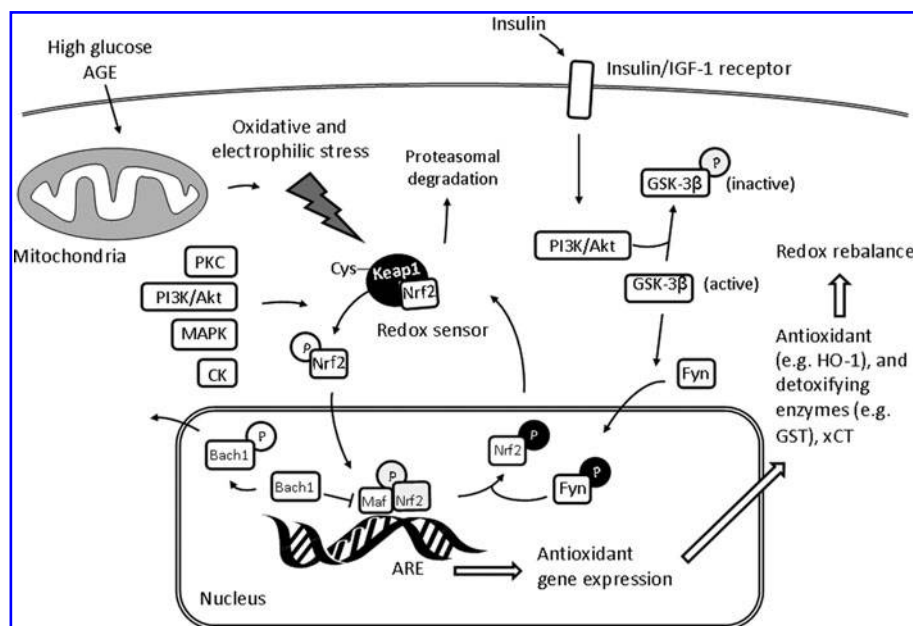 High glucose
AGE
Mitochondria
Oxidative and
electrophilic stress
Proteasomal
degradation
Insulin
Insulin/IGF-1 receptor
PI3K/Akt
P
GSK-3β (inactive)
GSK-3β (active)
Fyn
PKC
PI3K/Akt
MAPK
CK
Cys
Keap1
Nrf2
Redox sensor
P
Nrf2
P
Bach1
Bach1
P
Maf
Nrf2
ARE
P
Nrf2
P
Fyn
Antioxidant
gene expression
Nucleus
Redox rebalance
Antioxidant
(e.g. HO-1), and
detoxifying
enzymes (e.g.
GST), xCT